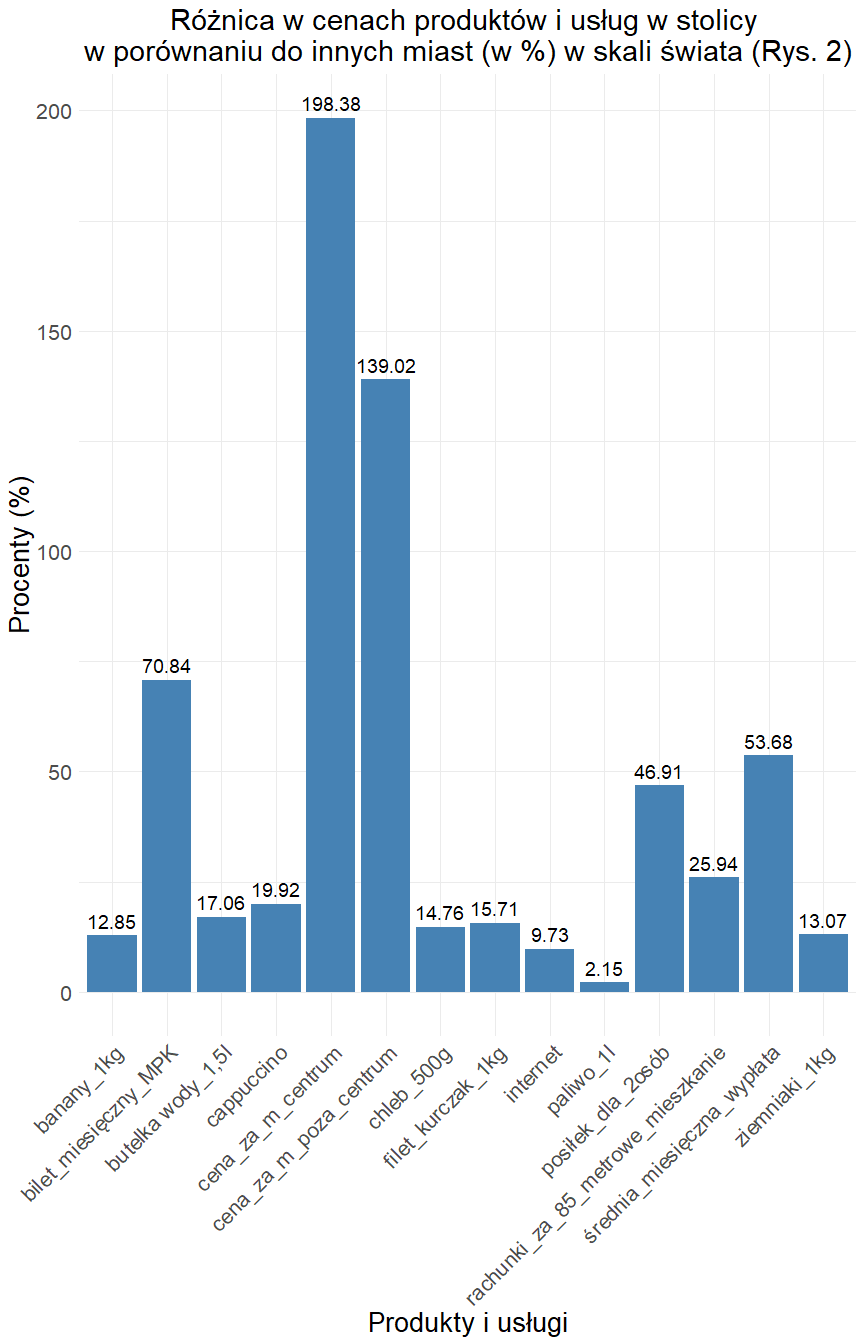 Różnica w cenach produktów i usług w stolicy
w porównaniu do innych miast (w %) w skali świata (Rys. 2)
Procenty (%)
200
150
100
50
0
12.85
70.84
17.06
19.92
198.38
139.02
14.76
15.71
9.73
2.15
46.91
25.94
53.68
13.07
banany_1kg
bilet_miesięczny_MPK
butelka wody_1,5l
cappuccino
cena_za_m_centrum
cena_za_m_poza_centrum
chleb_500g
filet_kurczak_1kg
internet
paliwo_1l
posiłek_dla_2osób
rachunki_za_85_metrowe_mieszkanie
średnia_miesięczna_wypłata
ziemniaki_1kg
Produkty i usługi